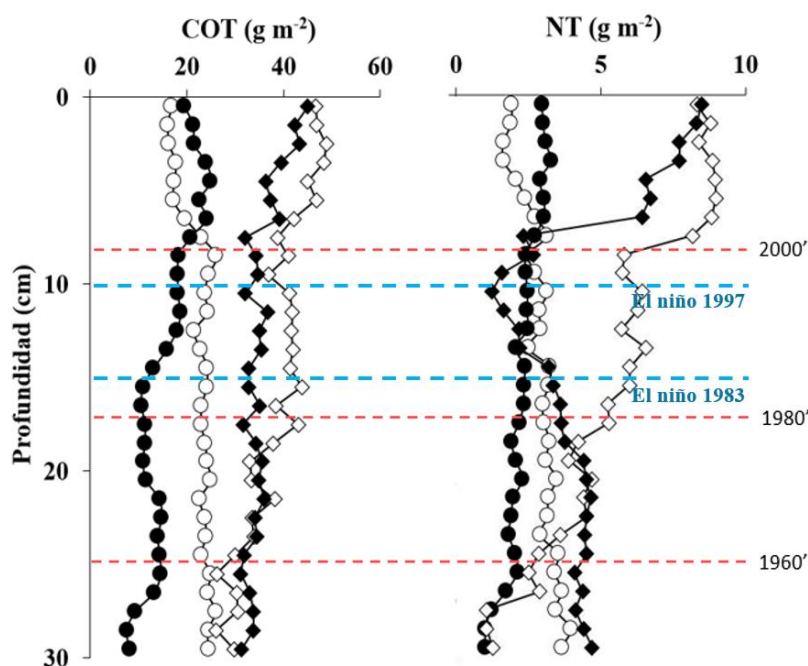 COT (g m⁻²) NT (g m⁻²)
0 20 40 60 0 5 10
0
2000'
10
El niño 1997
El niño 1983
1980'
20
1960'
30
Profundidad (cm)